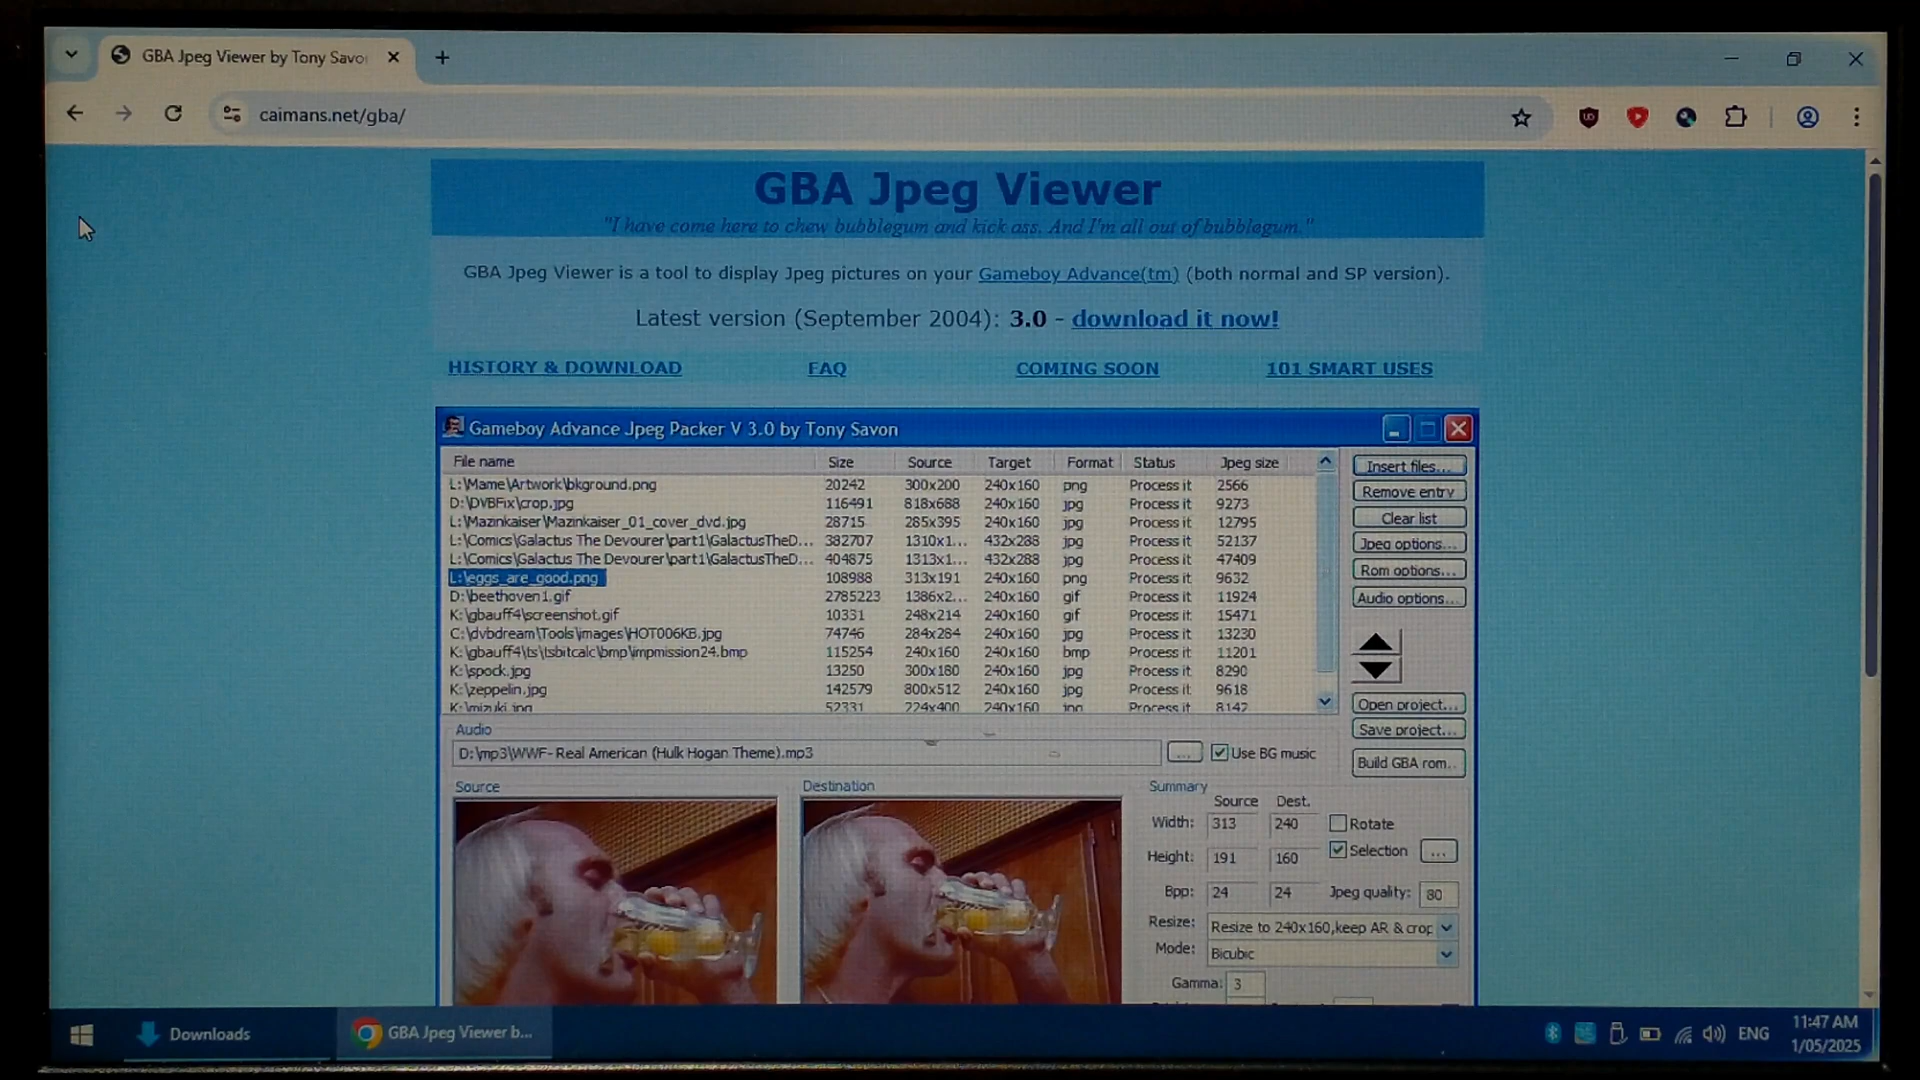 GBA Jpeg Viewer by Tony Savo
caimans.net/gba/
GBA Jpeg Viewer
"I have come here to chew bubblegum and kick ass. And I'm all out of bubblegum."
GBA Jpeg Viewer is a tool to display Jpeg pictures on your Gameboy Advance(tm) (both normal and SP version).
Latest version (September 2004): 3.0 - download it now!
HISTORY & DOWNLOAD FAQ COMING SOON 101 SMART USES
Gameboy Advance Jpeg Packer V 3.0 by Tony Savon
File name Size Source Target Format Status Jpeg size
L:\Mame\Artwork\bkground.png 20242 300x200 240x160 png Process it 2566
D:\DVBFix\crop.jpg 116491 818x688 240x160 jpg Process it 9273
L:\Mazinkaiser\Mazinkaiser_01_cover_dvd.jpg 28715 285x395 240x160 jpg Process it 12795
L:\Comics\Galactus The Devourer\part1\GalactusTheD... 382707 1310x1... 432x288 jpg Process it 52137
L:\Comics\Galactus The Devourer\part1\GalactusTheD... 404875 1313x1... 432x288 jpg Process it 47409
L:\eggs_are_good.png 108988 313x191 240x160 png Process it 9632
D:\beethoven1.gif 2785223 1386x2... 240x160 gif Process it 11924
K:\gbauff4\screenshot.gif 10331 248x214 240x160 gif Process it 15471
C:\dvbdream\Tools\images\HOT006KB.jpg 74746 284x284 240x160 jpg Process it 13230
K:\gbauff4\ts\tsbitcalc\bmp\impmission24.bmp 115254 240x160 240x160 bmp Process it 11201
K:\spock.jpg 13250 300x180 240x160 jpg Process it 8290
K:\zeppelin.jpg 142579 800x512 240x160 jpg Process it 9618
K:\mizuki.jpg 52331 224x400 240x160 jpg Process it 8142
Insert files...
Remove entry
Clear list
Jpeg options...
Rom options...
Audio options...
Open project...
Save project...
Build GBA rom...
Audio
D:\mp3\WWF- Real American (Hulk Hogan Theme).mp3 ... Use BG music
Source Destination Summary
Source Dest.
Width: 313 240 Rotate
Height: 191 160 Selection ...
Bpp: 24 24 Jpeg quality: 80
Resize: Resize to 240x160,keep AR & crop
Mode: Bicubic
Gamma: 3
Downloads
GBA Jpeg Viewer b...
ENG
11:47 AM
1/05/2025